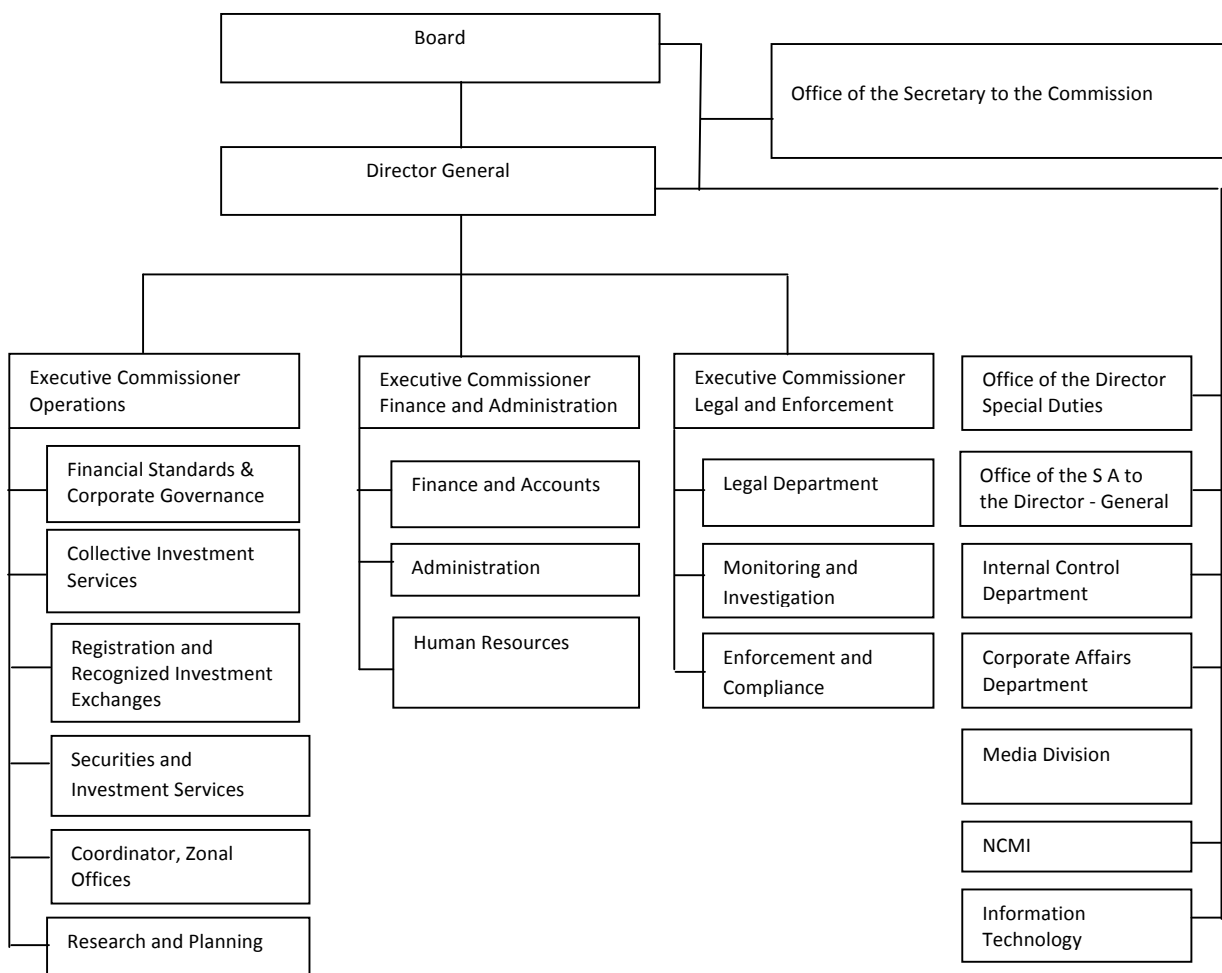 Board
Office of the Secretary to the Commission
Director General
Executive Commissioner
Operations
Financial Standards &
Corporate Governance
Collective Investment
Services
Registration and
Recognized Investment
Exchanges
Securities and
Investment Services
Coordinator, Zonal
Offices
Research and Planning
Executive Commissioner
Finance and Administration
Finance and Accounts
Administration
Human Resources
Executive Commissioner
Legal and Enforcement
Legal Department
Monitoring and
Investigation
Enforcement and
Compliance
Office of the Director
Special Duties
Office of the S A to
the Director - General
Internal Control
Department
Corporate Affairs
Department
Media Division
NCMI
Information
Technology